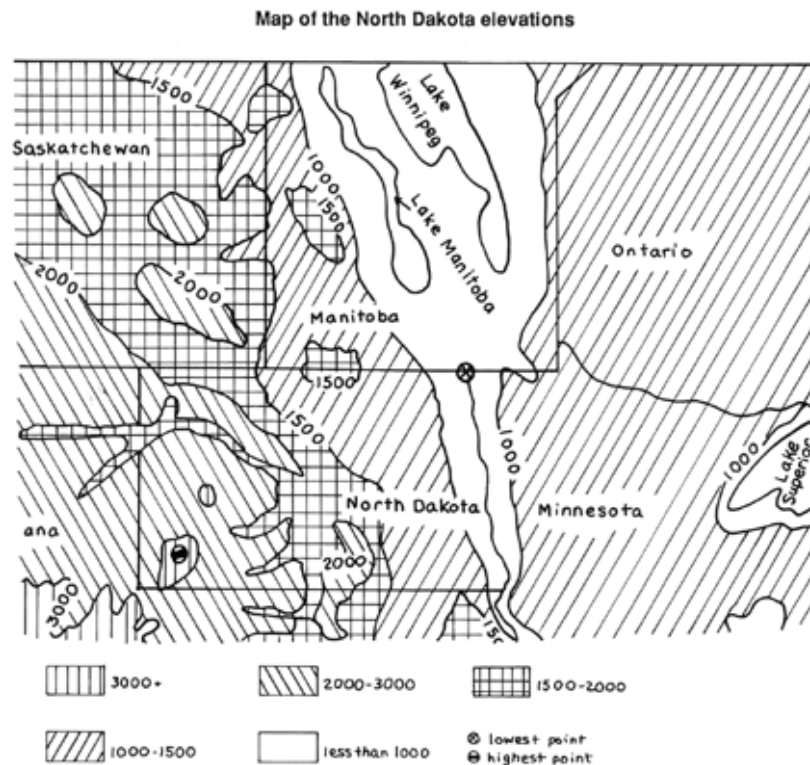 Map of the North Dakota elevations
1500
Lake
Winnipeg
Saskatchewan
1000
1500
Lake Manitoba
Ontario
2000
2000
Manitoba
1500
1500
1000
1000
Lake
Superior
North Dakota
Minnesota
ana
2000
3000
150
3000+
2000-3000
1500-2000
1000-1500
less than 1000
lowest point
highest point